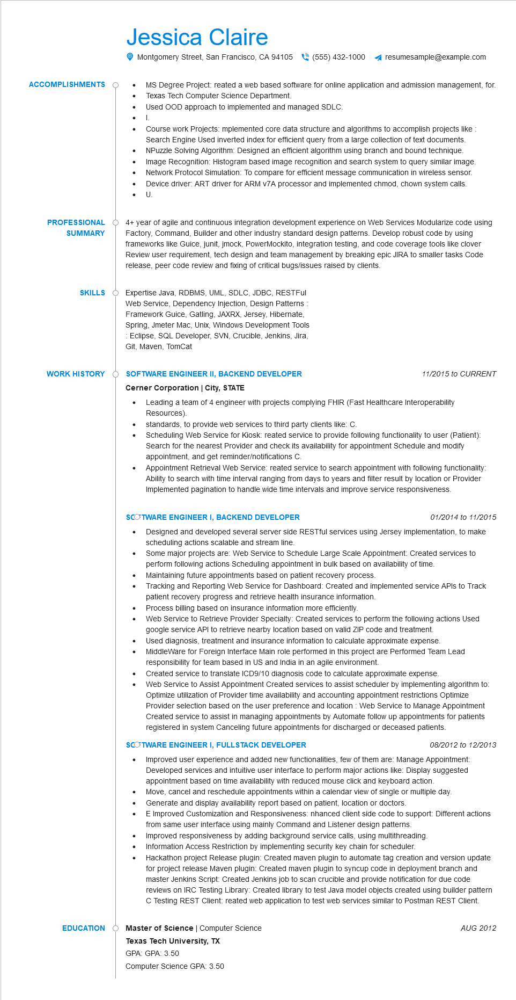 Jessica Claire
Montgomery Street, San Francisco, CA 94105 (555) 432-1000 resumesample@example.com
ACCOMPLISHMENTS
• MS Degree Project: reated a web based software for online application and admission management, for.
• Texas Tech Computer Science Department.
• Used OOD approach to implemented and managed SDLC.
• I.
• Course work Projects: mplemented core data structure and algorithms to accomplish projects like :
Search Engine Used inverted index for efficient query from a large collection of text documents.
• NPuzzle Solving Algorithm: Designed an efficient algorithm using branch and bound technique.
• Image Recognition: Histogram based image recognition and search system to query similar image.
• Network Protocol Simulation: To compare for efficient message communication in wireless sensor.
• Device driver: ART driver for ARM v7A processor and implemented chmod, chown system calls.
• U.
PROFESSIONAL
SUMMARY
4+ year of agile and continuous integration development experience on Web Services Modularize code using
Factory, Command, Builder and other industry standard design patterns. Develop robust code by using
frameworks like Guice, junit, jmock, PowerMockito, integration testing, and code coverage tools like clover
Review user requirement, tech design and team management by breaking epic JIRA to smaller tasks Code
release, peer code review and fixing of critical bugs/issues raised by clients.
SKILLS
Expertise Java, RDBMS, UML, SDLC, JDBC, RESTFul
Web Service, Dependency Injection, Design Patterns :
Framework Guice, Gatling, JAXRX, Jersey, Hibernate,
Spring, Jmeter Mac, Unix, Windows Development Tools
: Eclipse, SQL Developer, SVN, Crucible, Jenkins, Jira,
Git, Maven, TomCat
WORK HISTORY
SOFTWARE ENGINEER II, BACKEND DEVELOPER 11/2015 to CURRENT
Cerner Corporation | City, STATE
• Leading a team of 4 engineer with projects complying FHIR (Fast Healthcare Interoperability
Resources).
• standards, to provide web services to third party clients like: C.
• Scheduling Web Service for Kiosk: reated service to provide following functionality to user (Patient):
Search for the nearest Provider and check its availability for appointment Schedule and modify
appointment, and get reminder/notifications C.
• Appointment Retrieval Web Service: reated service to search appointment with following functionality:
Ability to search with time interval ranging from days to years and filter result by location or Provider
Implemented pagination to handle wide time intervals and improve service responsiveness.
SOFTWARE ENGINEER I, BACKEND DEVELOPER 01/2014 to 11/2015
• Designed and developed several server side RESTful services using Jersey implementation, to make
scheduling actions scalable and stream line.
• Some major projects are: Web Service to Schedule Large Scale Appointment: Created services to
perform following actions Scheduling appointment in bulk based on availability of time.
• Maintaining future appointments based on patient recovery process.
• Tracking and Reporting Web Service for Dashboard: Created and implemented service APIs to Track
patient recovery progress and retrieve health insurance information.
• Process billing based on insurance information more efficiently.
• Web Service to Retrieve Provider Specialty: Created services to perform the following actions Used
google service API to retrieve nearby location based on valid ZIP code and treatment.
• Used diagnosis, treatment and insurance information to calculate approximate expense.
• MiddleWare for Foreign Interface Main role performed in this project are Performed Team Lead
responsibility for team based in US and India in an agile environment.
• Created service to translate ICD9/10 diagnosis code to calculate approximate expense.
• Web Service to Assist Appointment Created services to assist scheduler by implementing algorithm to:
Optimize utilization of Provider time availability and accounting appointment restrictions Optimize
Provider selection based on the user preference and location : Web Service to Manage Appointment
Created service to assist in managing appointments by Automate follow up appointments for patients
registered in system Canceling future appointments for discharged or deceased patients.
SOFTWARE ENGINEER I, FULLSTACK DEVELOPER 08/2012 to 12/2013
• Improved user experience and added new functionalities, few of them are: Manage Appointment:
Developed services and intuitive user interface to perform major actions like: Display suggested
appointment based on time availability with reduced mouse click and keyboard action.
• Move, cancel and reschedule appointments within a calendar view of single or multiple day.
• Generate and display availability report based on patient, location or doctors.
• E Improved Customization and Responsiveness: nhanced client side code to support: Different actions
from same user interface using mainly Command and Listener design patterns.
• Improved responsiveness by adding background service calls, using multithreading.
• Information Access Restriction by implementing security key chain for scheduler.
• Hackathon project Release plugin: Created maven plugin to automate tag creation and version update
for project release Maven plugin: Created maven plugin to syncup code in deployment branch and
master Jenkins Script: Created Jenkins job to scan crucible and provide notification for due code
reviews on IRC Testing Library: Created library to test Java model objects created using builder pattern
C Testing REST Client: reated web application to test web services similar to Postman REST Client.
EDUCATION
Master of Science | Computer Science AUG 2012
Texas Tech University, TX
GPA: GPA: 3.50
Computer Science GPA: 3.50